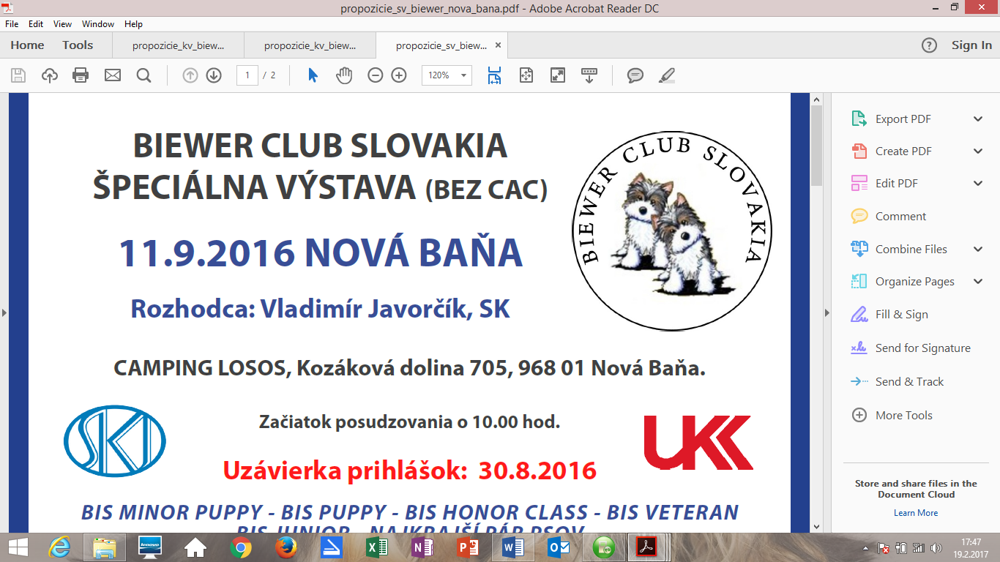 propozicie_sv_biewer_nova_bana.pdf - Adobe Acrobat Reader DC
File Edit View Window Help
Home Tools propozicie_kv_biew... propozicie_kv_biew... propozicie_sv_biew... × Sign In
1 / 2 120%
BIEWER CLUB SLOVAKIA
ŠPECIÁLNA VÝSTAVA (BEZ CAC)
11.9.2016 NOVÁ BAŇA
Rozhodca: Vladimír Javorčík, SK
BIEWER CLUB SLOVAKIA
CAMPING LOSOS, Kozáková dolina 705, 968 01 Nová Baňa.
SKJ
Začiatok posudzovania o 10.00 hod.
UKK
Uzávierka prihlášok: 30.8.2016
BIS MINOR PUPPY - BIS PUPPY - BIS HONOR CLASS - BIS VETERAN
BIS JUNIOR - NAJKRAJŠÍ PÁR PSOV
Export PDF
Create PDF
Edit PDF
Comment
Combine Files
Organize Pages
Fill & Sign
Send for Signature
Send & Track
More Tools
Store and share files in the
Document Cloud
Learn More
lenovo
17:47
19.2.2017